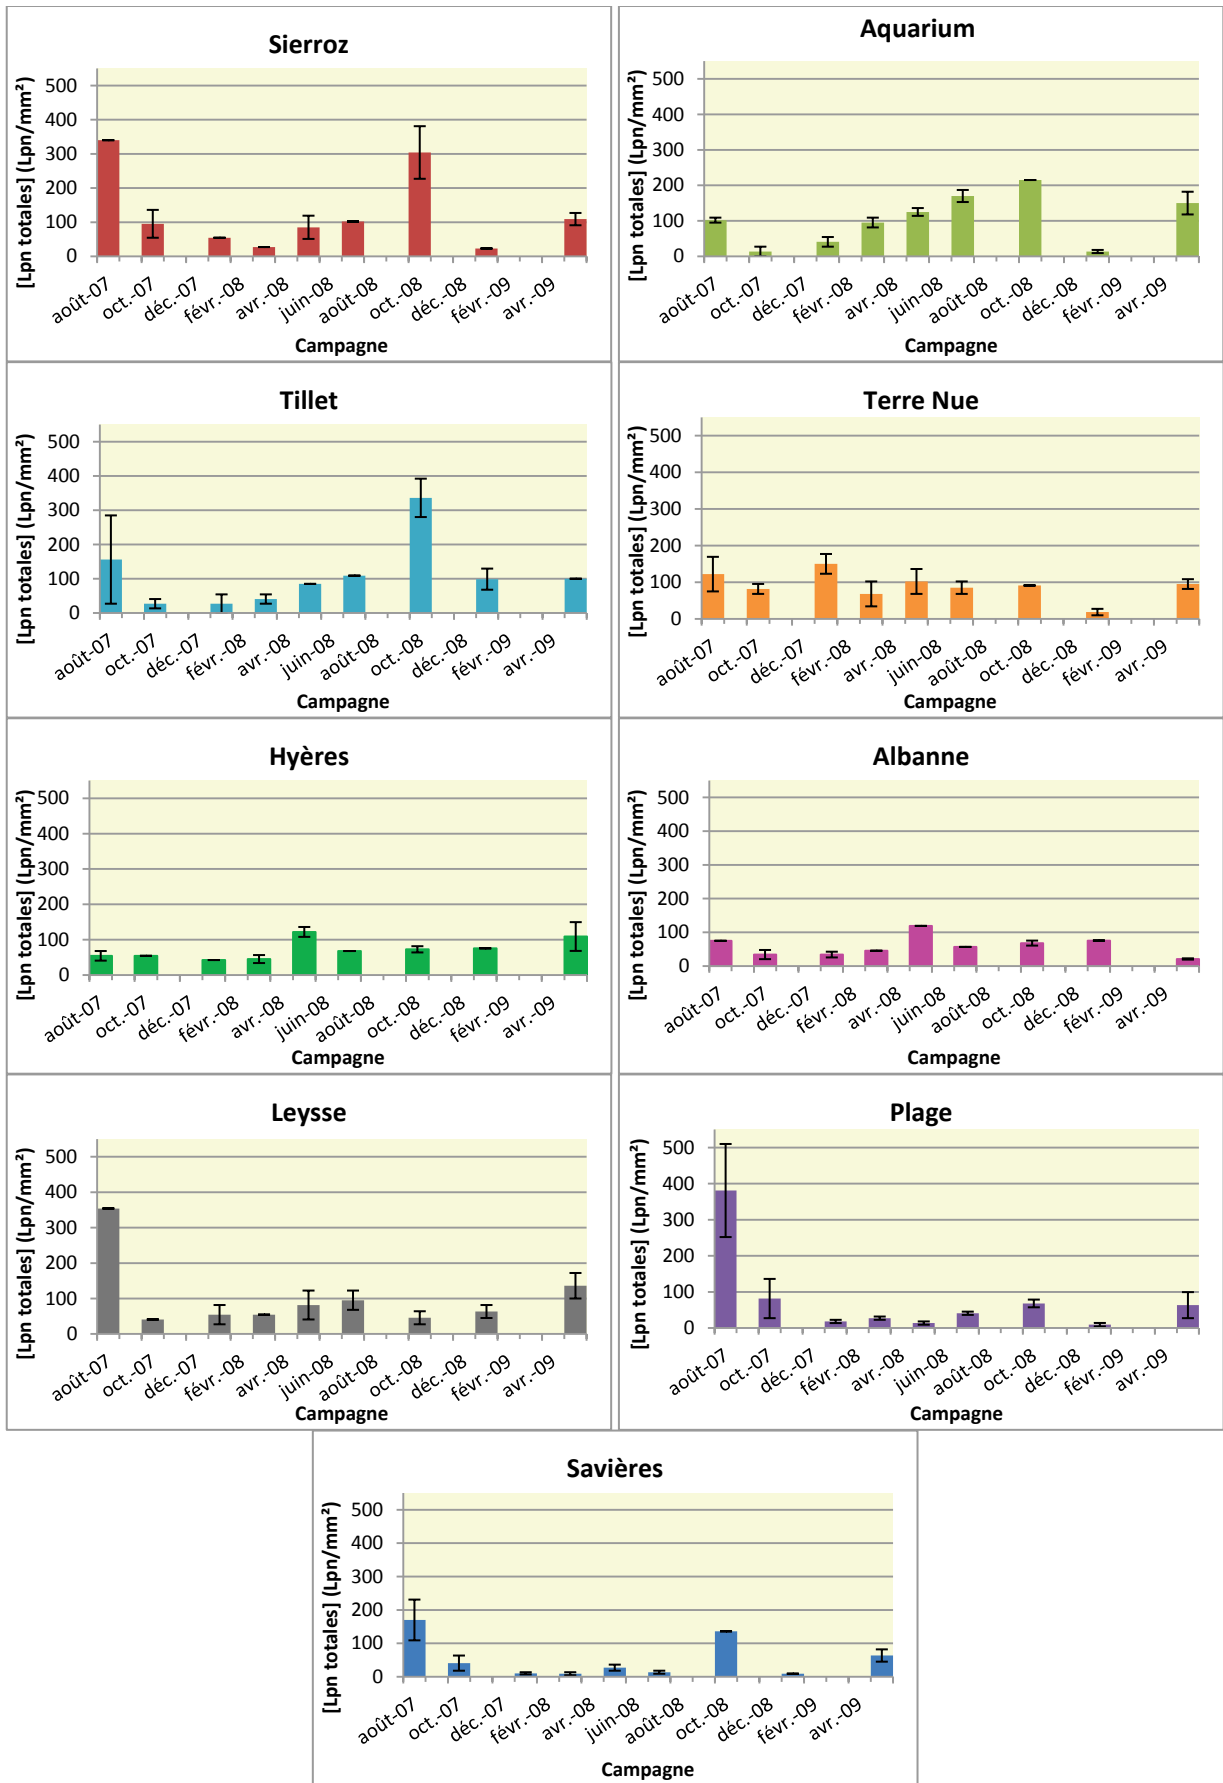 Sierroz
[Lpn totales] (Lpn/mm²)
500
400
300
200
100
0
août-07 oct.-07 déc.-07 févr.-08 avr.-08 juin-08 août-08 oct.-08 déc.-08 févr.-09 avr.-09
Campagne
Aquarium
[Lpn totales] (Lpn/mm²)
500
400
300
200
100
0
août-07 oct.-07 déc.-07 févr.-08 avr.-08 juin-08 août-08 oct.-08 déc.-08 févr.-09 avr.-09
Campagne
Tillet
[Lpn totales] (Lpn/mm²)
500
400
300
200
100
0
août-07 oct.-07 déc.-07 févr.-08 avr.-08 juin-08 août-08 oct.-08 déc.-08 févr.-09 avr.-09
Campagne
Terre Nue
[Lpn totales] (Lpn/mm²)
500
400
300
200
100
0
août-07 oct.-07 déc.-07 févr.-08 avr.-08 juin-08 août-08 oct.-08 déc.-08 févr.-09 avr.-09
Campagne
Hyères
[Lpn totales] (Lpn/mm²)
500
400
300
200
100
0
août-07 oct.-07 déc.-07 févr.-08 avr.-08 juin-08 août-08 oct.-08 déc.-08 févr.-09 avr.-09
Campagne
Albanne
[Lpn totales] (Lpn/mm²)
500
400
300
200
100
0
août-07 oct.-07 déc.-07 févr.-08 avr.-08 juin-08 août-08 oct.-08 déc.-08 févr.-09 avr.-09
Campagne
Leysse
[Lpn totales] (Lpn/mm²)
500
400
300
200
100
0
août-07 oct.-07 déc.-07 févr.-08 avr.-08 juin-08 août-08 oct.-08 déc.-08 févr.-09 avr.-09
Campagne
Plage
[Lpn totales] (Lpn/mm²)
500
400
300
200
100
0
août-07 oct.-07 déc.-07 févr.-08 avr.-08 juin-08 août-08 oct.-08 déc.-08 févr.-09 avr.-09
Campagne
Savières
[Lpn totales] (Lpn/mm²)
500
400
300
200
100
0
août-07 oct.-07 déc.-07 févr.-08 avr.-08 juin-08 août-08 oct.-08 déc.-08 févr.-09 avr.-09
Campagne